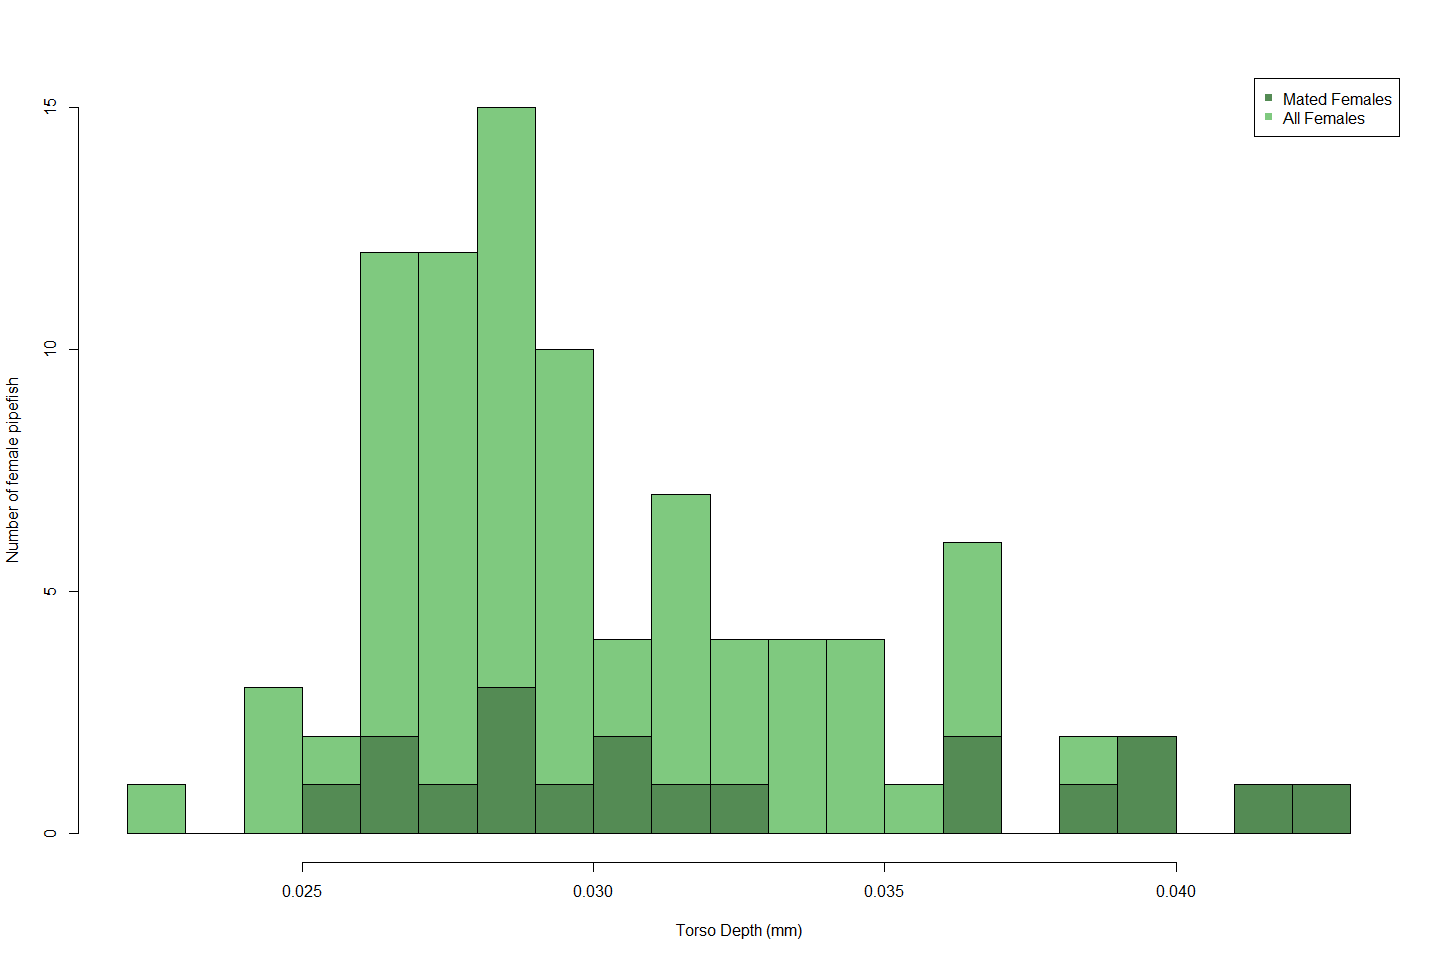 Mated Females
All Females
15
10
5
0
Number of female pipefish
0.025 0.030 0.035 0.040
Torso Depth (mm)